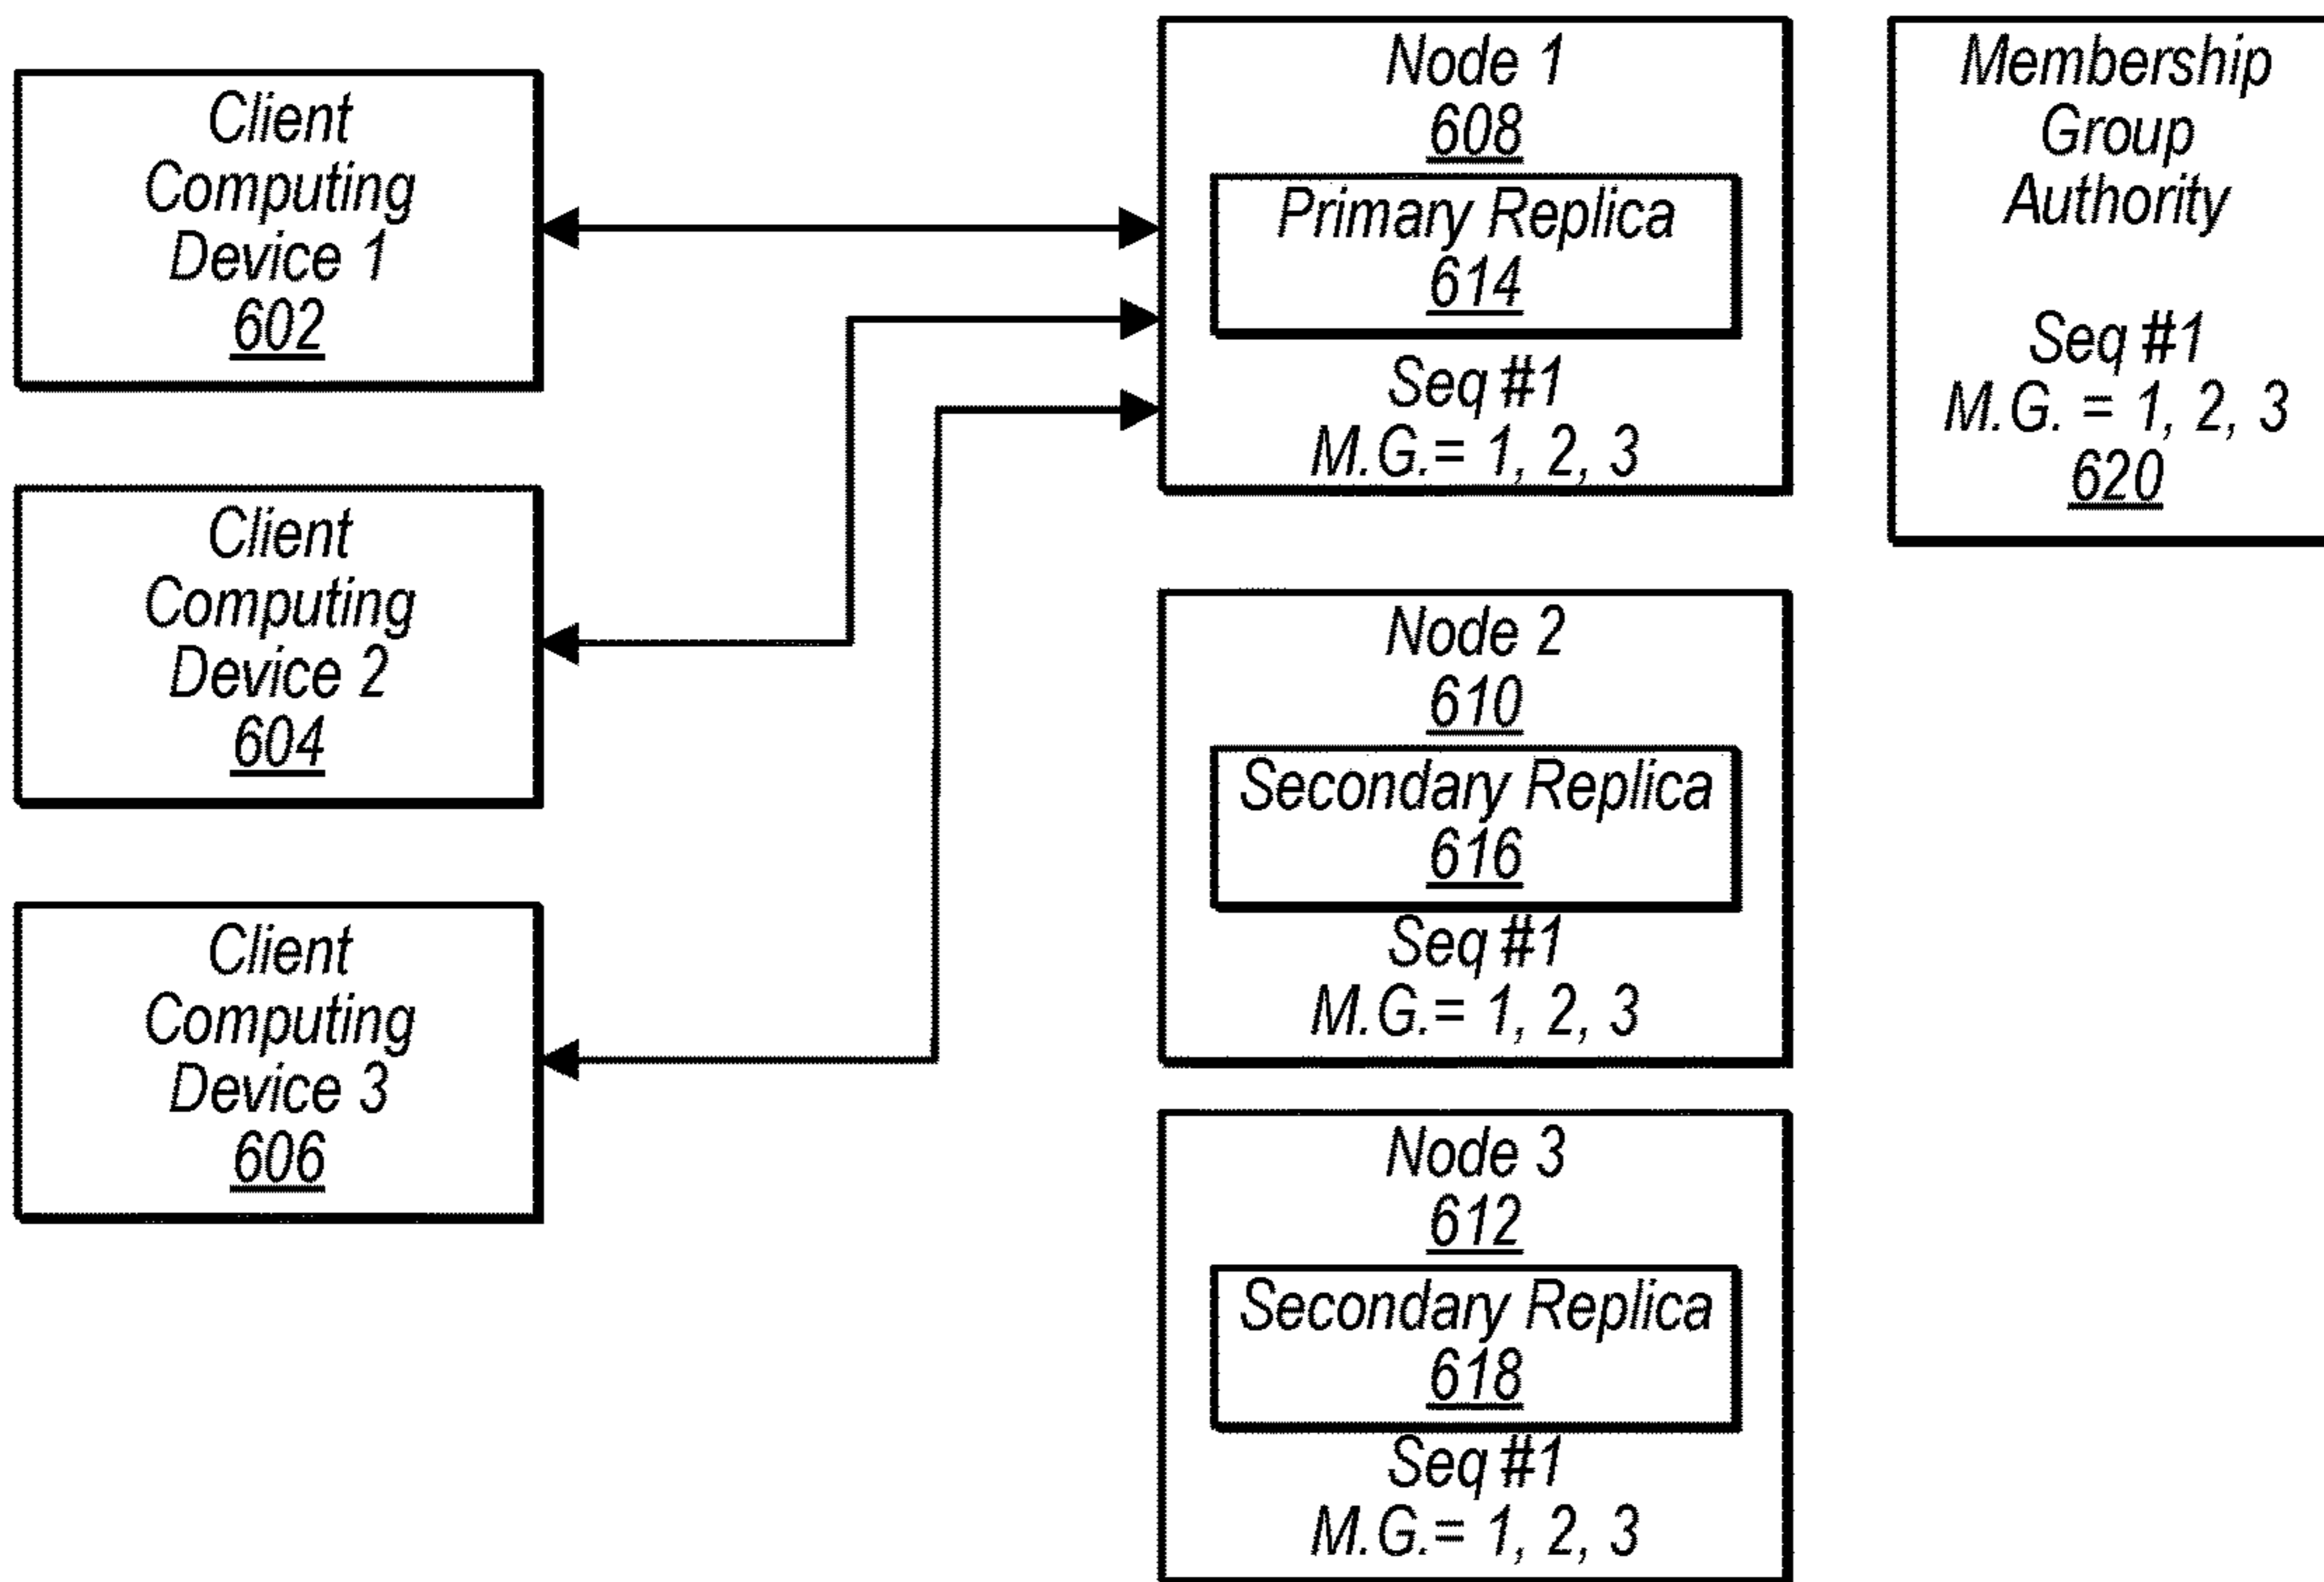 Client
Computing
Device 1
602
Client
Computing
Device 2
604
Client
Computing
Device 3
606
Node 1
608
Primary Replica
614
Seq #1
M.G.= 1, 2, 3
Node 2
610
Secondary Replica
616
Seq #1
M.G.= 1, 2, 3
Node 3
612
Secondary Replica
618
Seq #1
M.G.= 1, 2, 3
Membership
Group
Authority
Seq #1
M.G. = 1, 2, 3
620